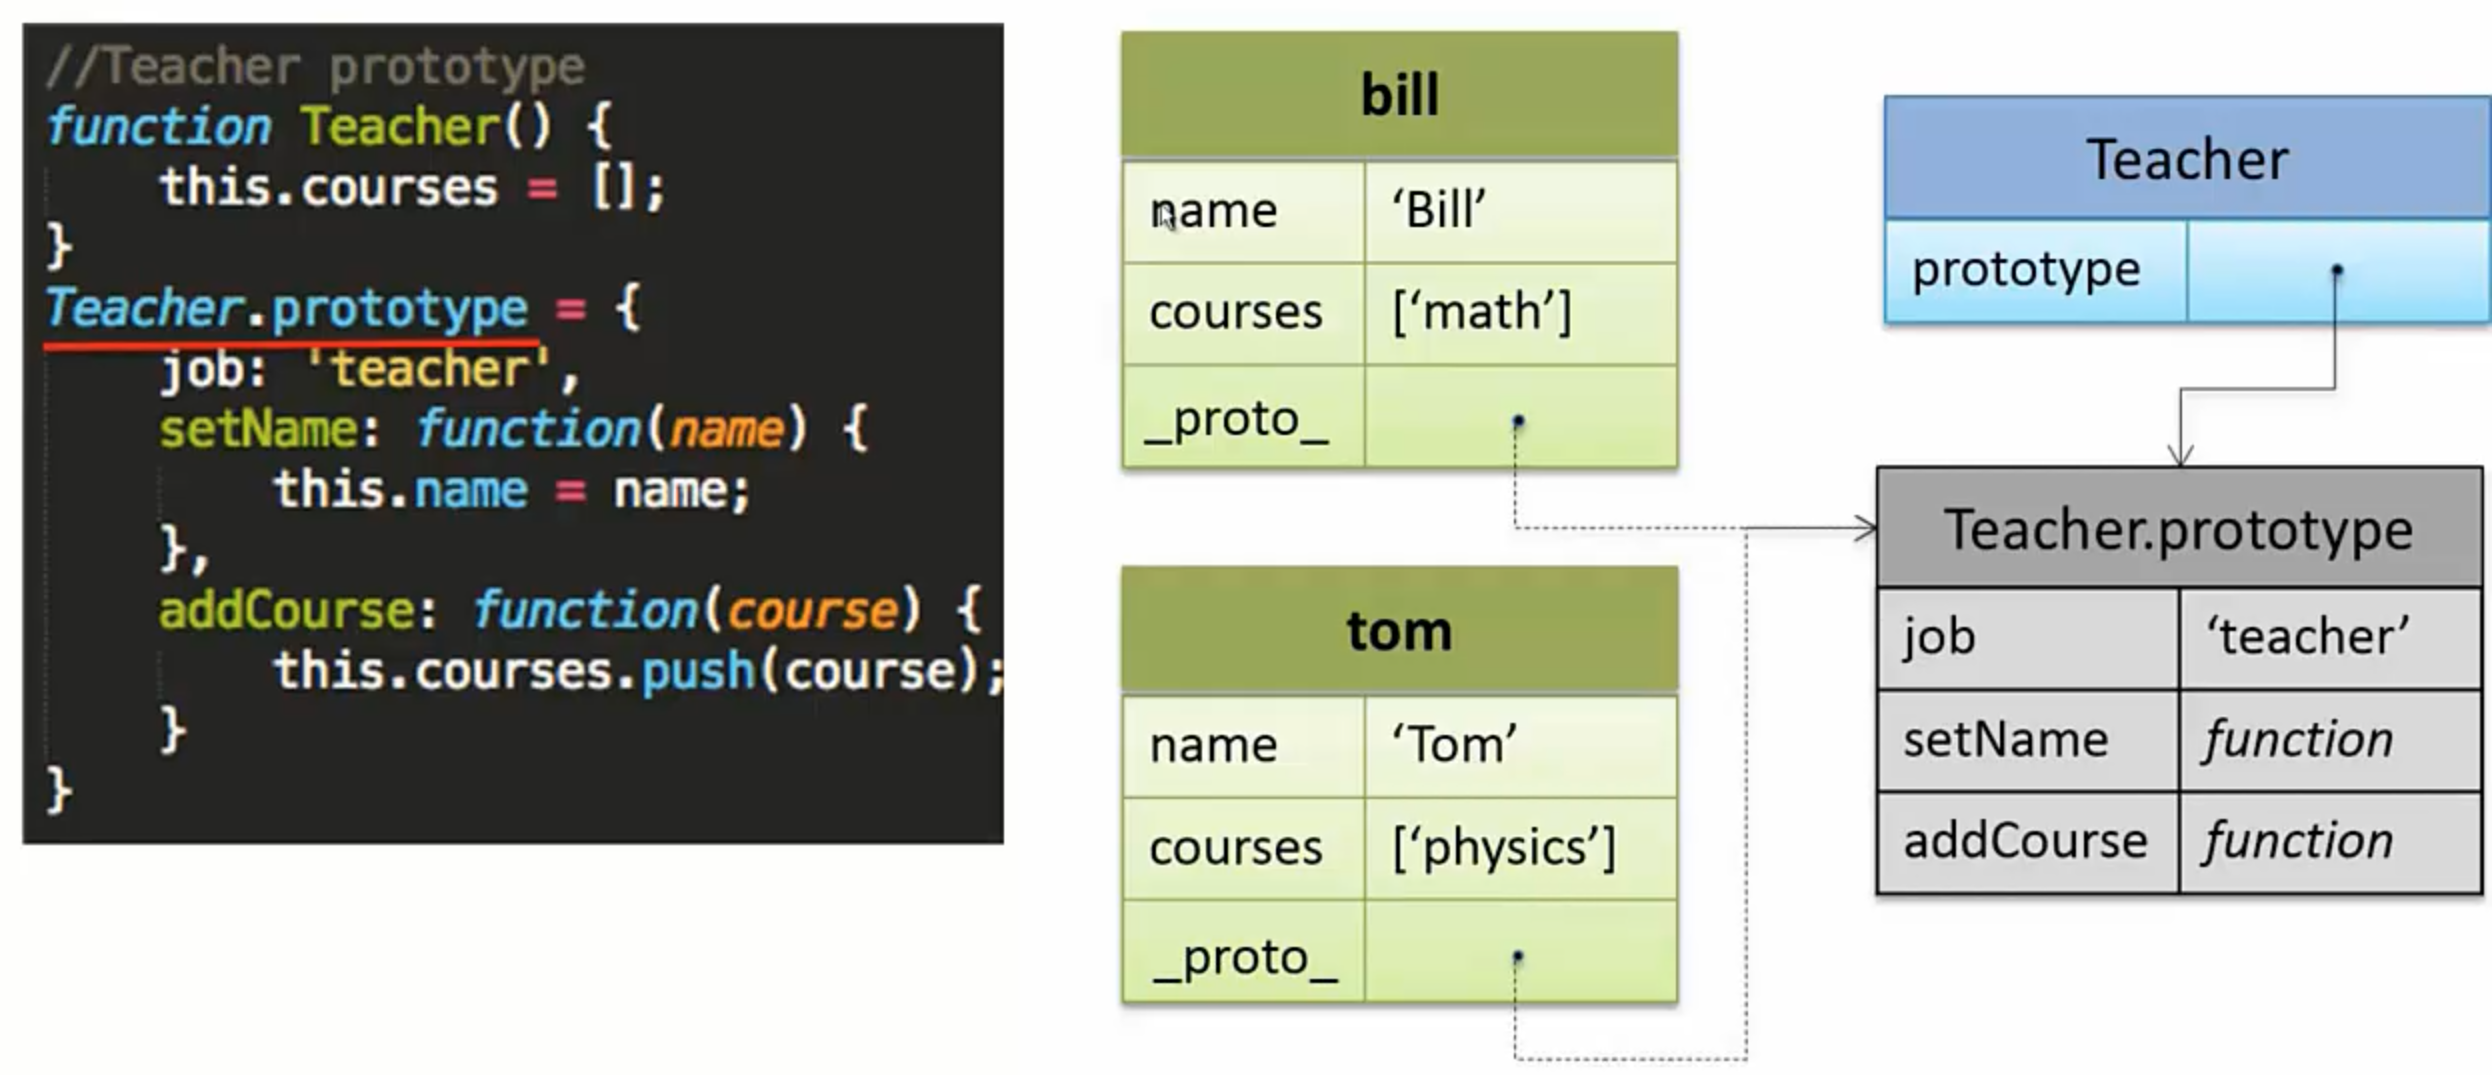 //Teacher prototype
function Teacher() {
this.courses = [];
}
Teacher.prototype = {
job: 'teacher',
setName: function(name) {
this.name = name;
},
addCourse: function(course) {
this.courses.push(course);
}
}
bill
name ‘Bill’
courses [‘math’]
_proto_
tom
name ‘Tom’
courses [‘physics’]
_proto_
Teacher
prototype
Teacher.prototype
job ‘teacher’
setName function
addCourse function